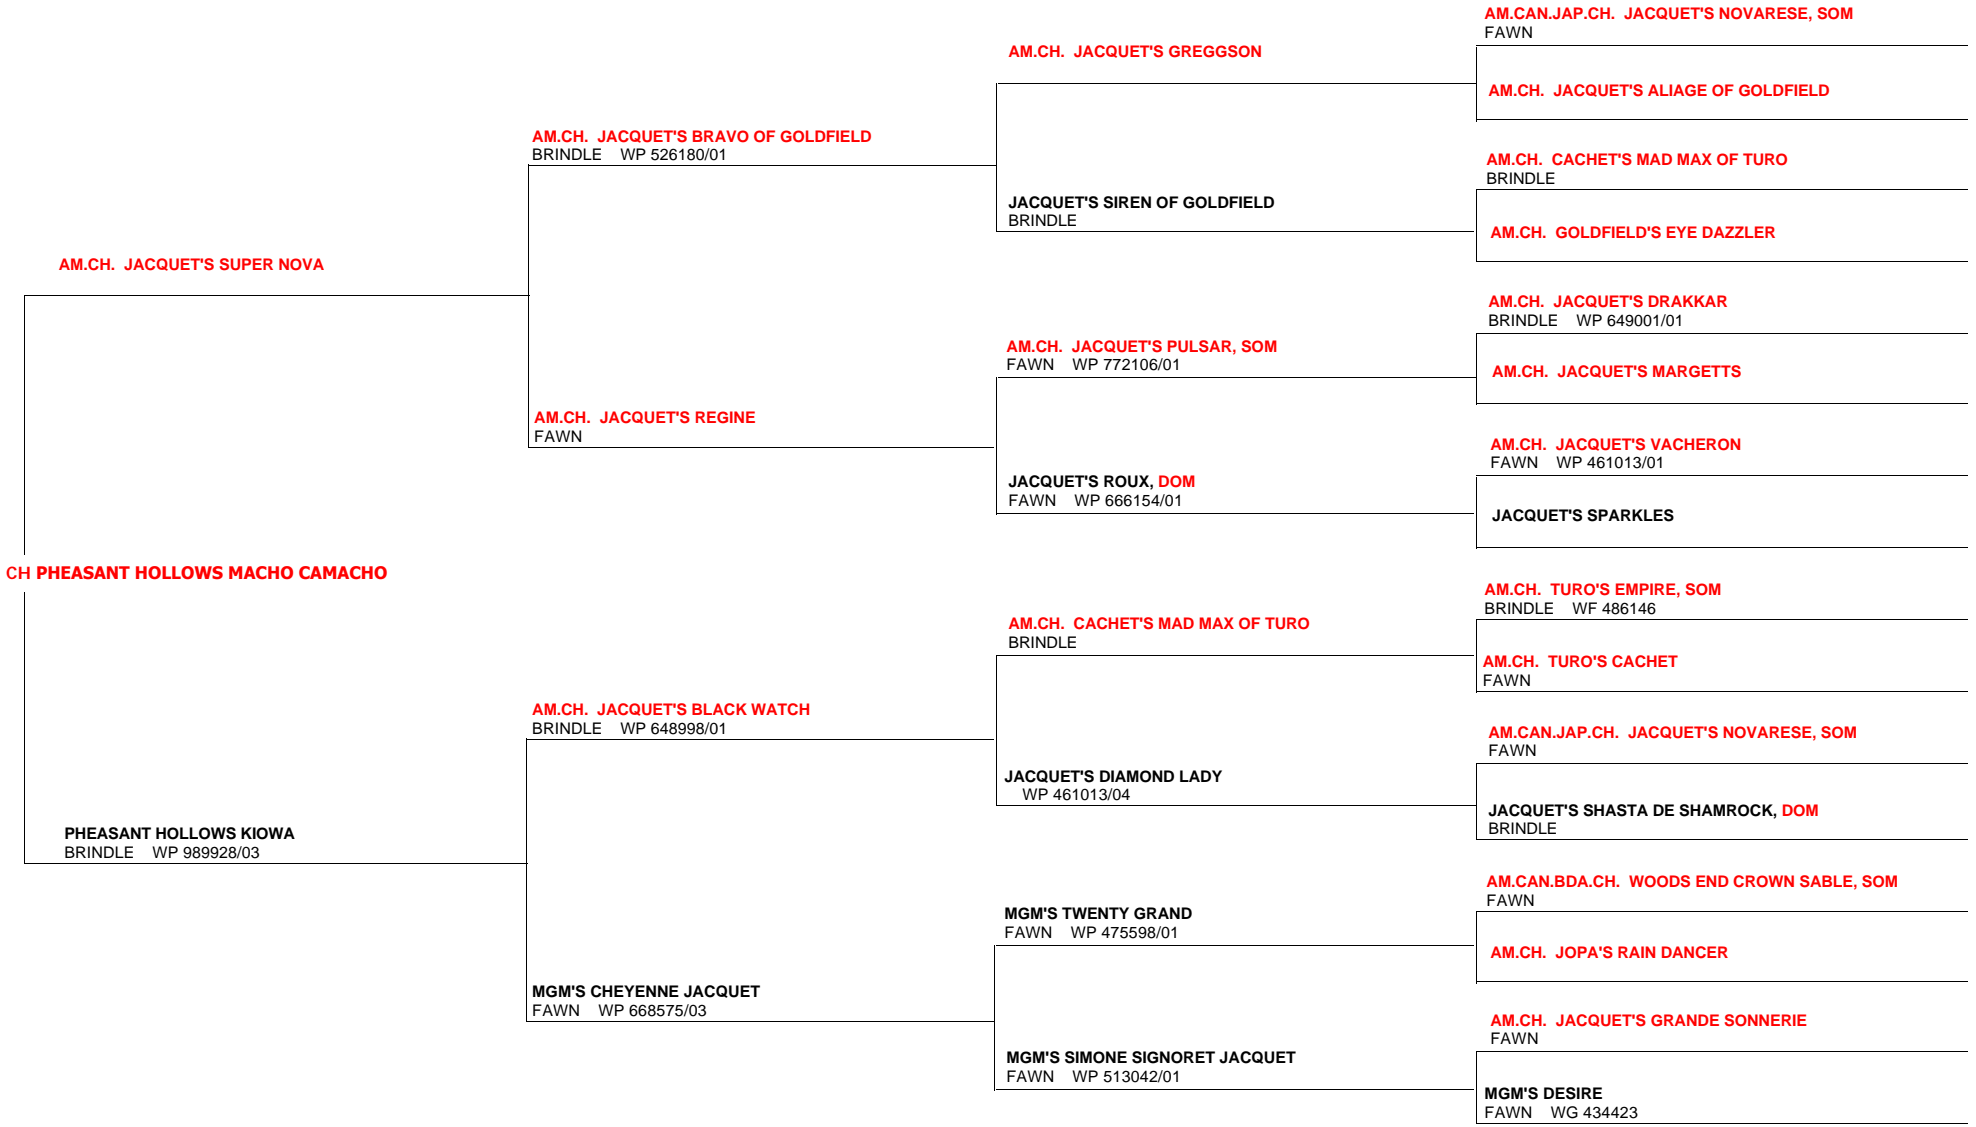 AM.CAN.JAP.CH. JACQUET'S NOVARESE, SOM
FAWN
AM.CH. JACQUET'S GREGGSON
AM.CH. JACQUET'S ALIAGE OF GOLDFIELD
AM.CH. JACQUET'S BRAVO OF GOLDFIELD
BRINDLE WP 526180/01
AM.CH. CACHET'S MAD MAX OF TURO
BRINDLE
JACQUET'S SIREN OF GOLDFIELD
BRINDLE
AM.CH. GOLDFIELD'S EYE DAZZLER
AM.CH. JACQUET'S SUPER NOVA
AM.CH. JACQUET'S DRAKKAR
BRINDLE WP 649001/01
AM.CH. JACQUET'S PULSAR, SOM
FAWN WP 772106/01
AM.CH. JACQUET'S MARGETTS
AM.CH. JACQUET'S REGINE
FAWN
AM.CH. JACQUET'S VACHERON
FAWN WP 461013/01
JACQUET'S ROUX, DOM
FAWN WP 666154/01
JACQUET'S SPARKLES
CH PHEASANT HOLLOWS MACHO CAMACHO
AM.CH. TURO'S EMPIRE, SOM
BRINDLE WF 486146
AM.CH. CACHET'S MAD MAX OF TURO
BRINDLE
AM.CH. TURO'S CACHET
FAWN
AM.CH. JACQUET'S BLACK WATCH
BRINDLE WP 648998/01
AM.CAN.JAP.CH. JACQUET'S NOVARESE, SOM
FAWN
JACQUET'S DIAMOND LADY
WP 461013/04
JACQUET'S SHASTA DE SHAMROCK, DOM
BRINDLE
PHEASANT HOLLOWS KIOWA
BRINDLE WP 989928/03
AM.CAN.BDA.CH. WOODS END CROWN SABLE, SOM
FAWN
MGM'S TWENTY GRAND
FAWN WP 475598/01
AM.CH. JOPA'S RAIN DANCER
MGM'S CHEYENNE JACQUET
FAWN WP 668575/03
AM.CH. JACQUET'S GRANDE SONNERIE
FAWN
MGM'S SIMONE SIGNORET JACQUET
FAWN WP 513042/01
MGM'S DESIRE
FAWN WG 434423